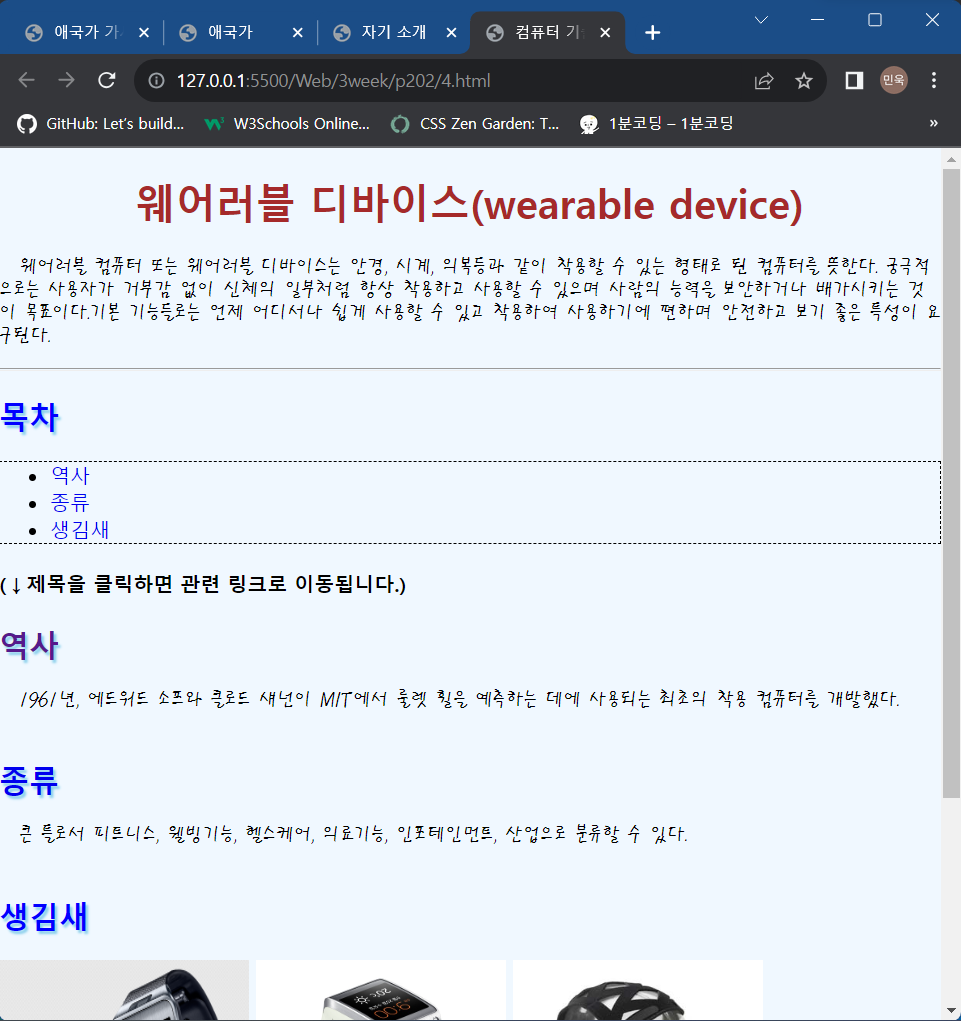 애국가 가
애국가
자기 소개
컴퓨터 기
127.0.0.1:5500/Web/3week/p202/4.html
민욱
GitHub: Let's build...
W3Schools Online...
CSS Zen Garden: T...
1분코딩 – 1분코딩
»
웨어러블 디바이스(wearable device)
웨어러블 컴퓨터 또는 웨어러블 디바이스는 안경, 시계, 의복등과 같이 착용할 수 있는 형태로 된 컴퓨터를 뜻한다. 궁극적
으로는 사용자가 거부감 없이 신체의 일부처럼 항상 착용하고 사용할 수 있으며 사람의 능력을 보안하거나 배가시키는 것
이 목표이다.기본 기능들로는 언제 어디서나 쉽게 사용할 수 있고 착용하여 사용하기에 편하며 안전하고 보기 좋은 특성이 요
구된다.
목차
• 역사
• 종류
• 생김새
(↓제목을 클릭하면 관련 링크로 이동됩니다.)
역사
1961년, 에드워드 소프와 클로드 섀넌이 MIT에서 룰렛 휠을 예측하는 데에 사용되는 최초의 착용 컴퓨터를 개발했다.
종류
큰 틀로서 피트니스, 웰빙기능, 헬스케어, 의료기능, 인포테인먼트, 산업으로 분류할 수 있다.
생김새
20℃